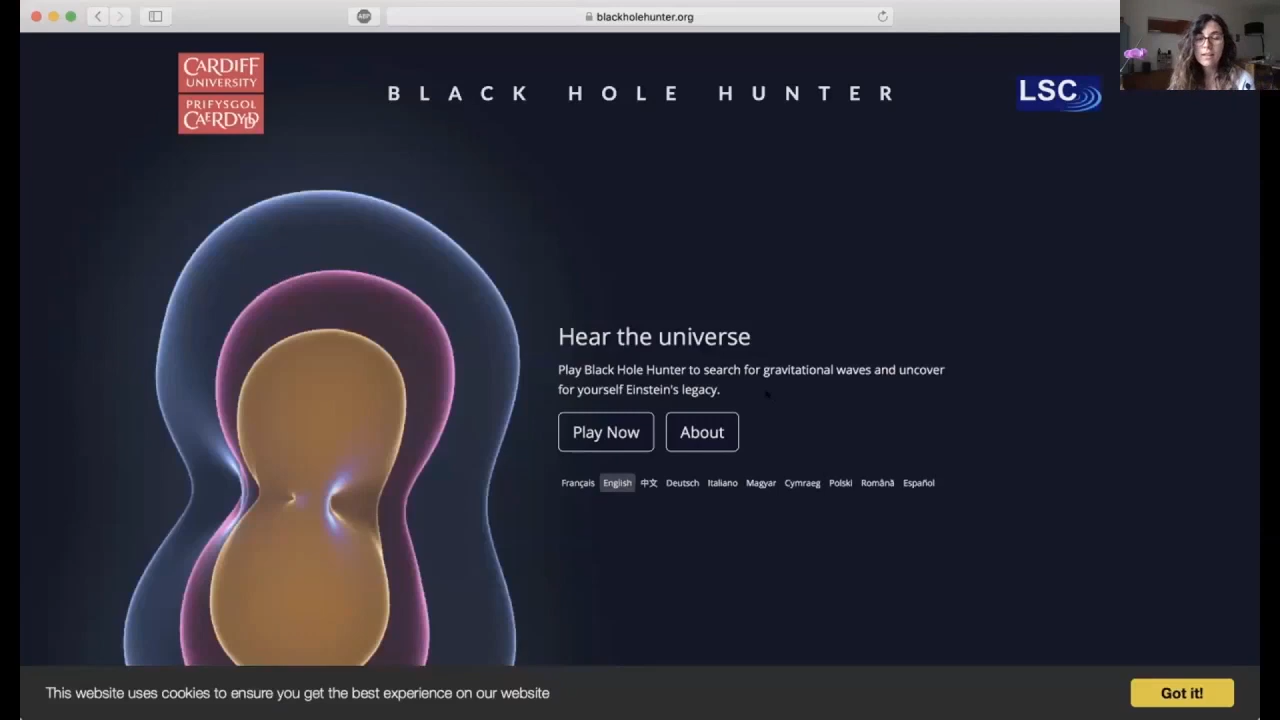 ABP
blackholehunter.org
CARDIFF
UNIVERSITY
PRIFYSGOL
CAERDYDD
BLACK HOLE HUNTER
LSC
Hear the universe
Play Black Hole Hunter to search for gravitational waves and uncover
for yourself Einstein's legacy.
Play Now About
Français English 中文 Deutsch Italiano Magyar Cymraeg Polski Română Español
This website uses cookies to ensure you get the best experience on our website
Got it!